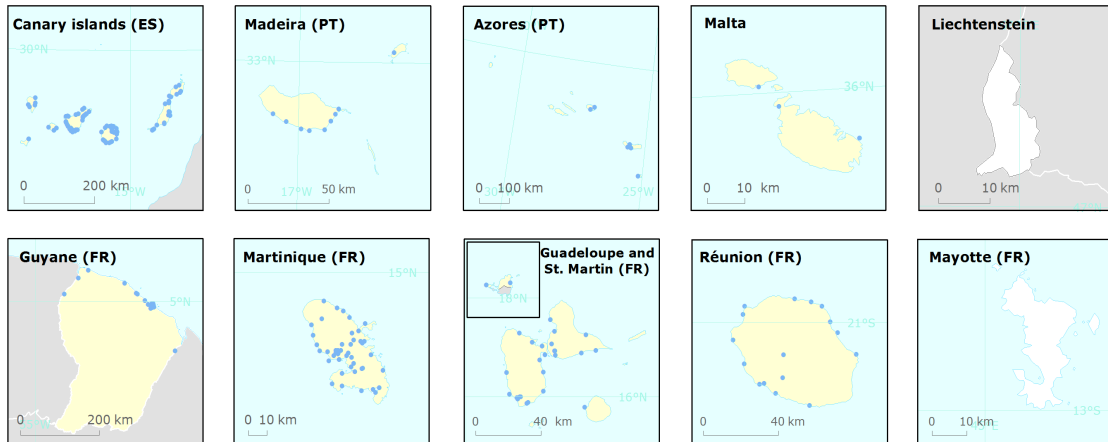 Canary islands (ES)
30°N
0 200 km
15°W
Madeira (PT)
33°N
0 50 km
17°W
Azores (PT)
0 100 km
30°W
25°W
Malta
36°N
0 10 km
Liechtenstein
0 10 km
Guyane (FR)
5°N
0 200 km
Martinique (FR)
15°N
0 10 km
Guadeloupe and
St. Martin (FR)
18°N
16°N
0 40 km
Réunion (FR)
21°S
0 40 km
Mayotte (FR)
13°S
0 10 km